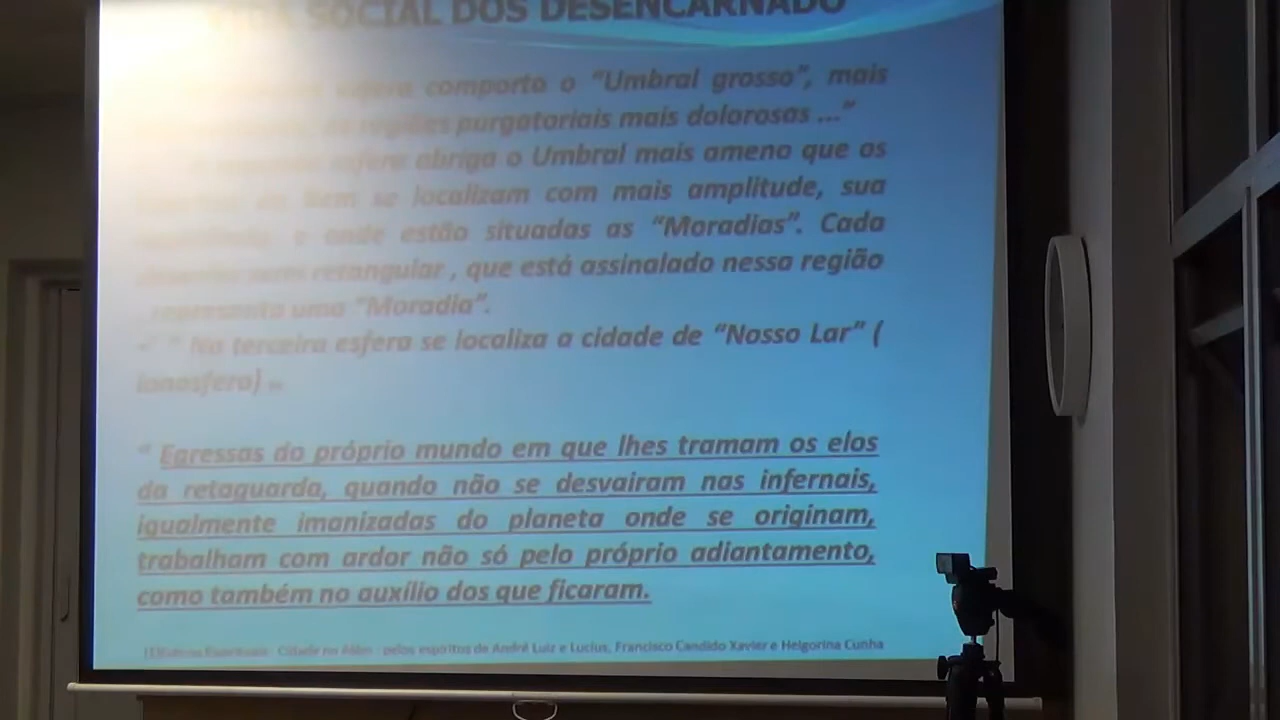 SOCIAL DOS DESENCARNADO
esfera comporta o “Umbral grosso”, mais
as regiões purgatoriais mais dolorosas ...”
esfera abriga o Umbral mais ameno que os
do Bem se localizam com mais amplitude, sua
e onde estão situadas as “Moradias”. Cada
retangular , que está assinalado nessa região
representa uma “Moradia”.
-“ “ Na terceira esfera se localiza a cidade de “Nosso Lar” (
ionosfera)
“ Egressas do próprio mundo em que lhes tramam os elos
da retaguarda, quando não se desvairam nas infernais,
igualmente imanizadas do planeta onde se originam,
trabalham com ardor não só pelo próprio adiantamento,
como também no auxílio dos que ficaram.
Cidade no Além - pelos espíritos de André Luiz e Lucius, Francisco Candido Xavier e Heigorina Cunha